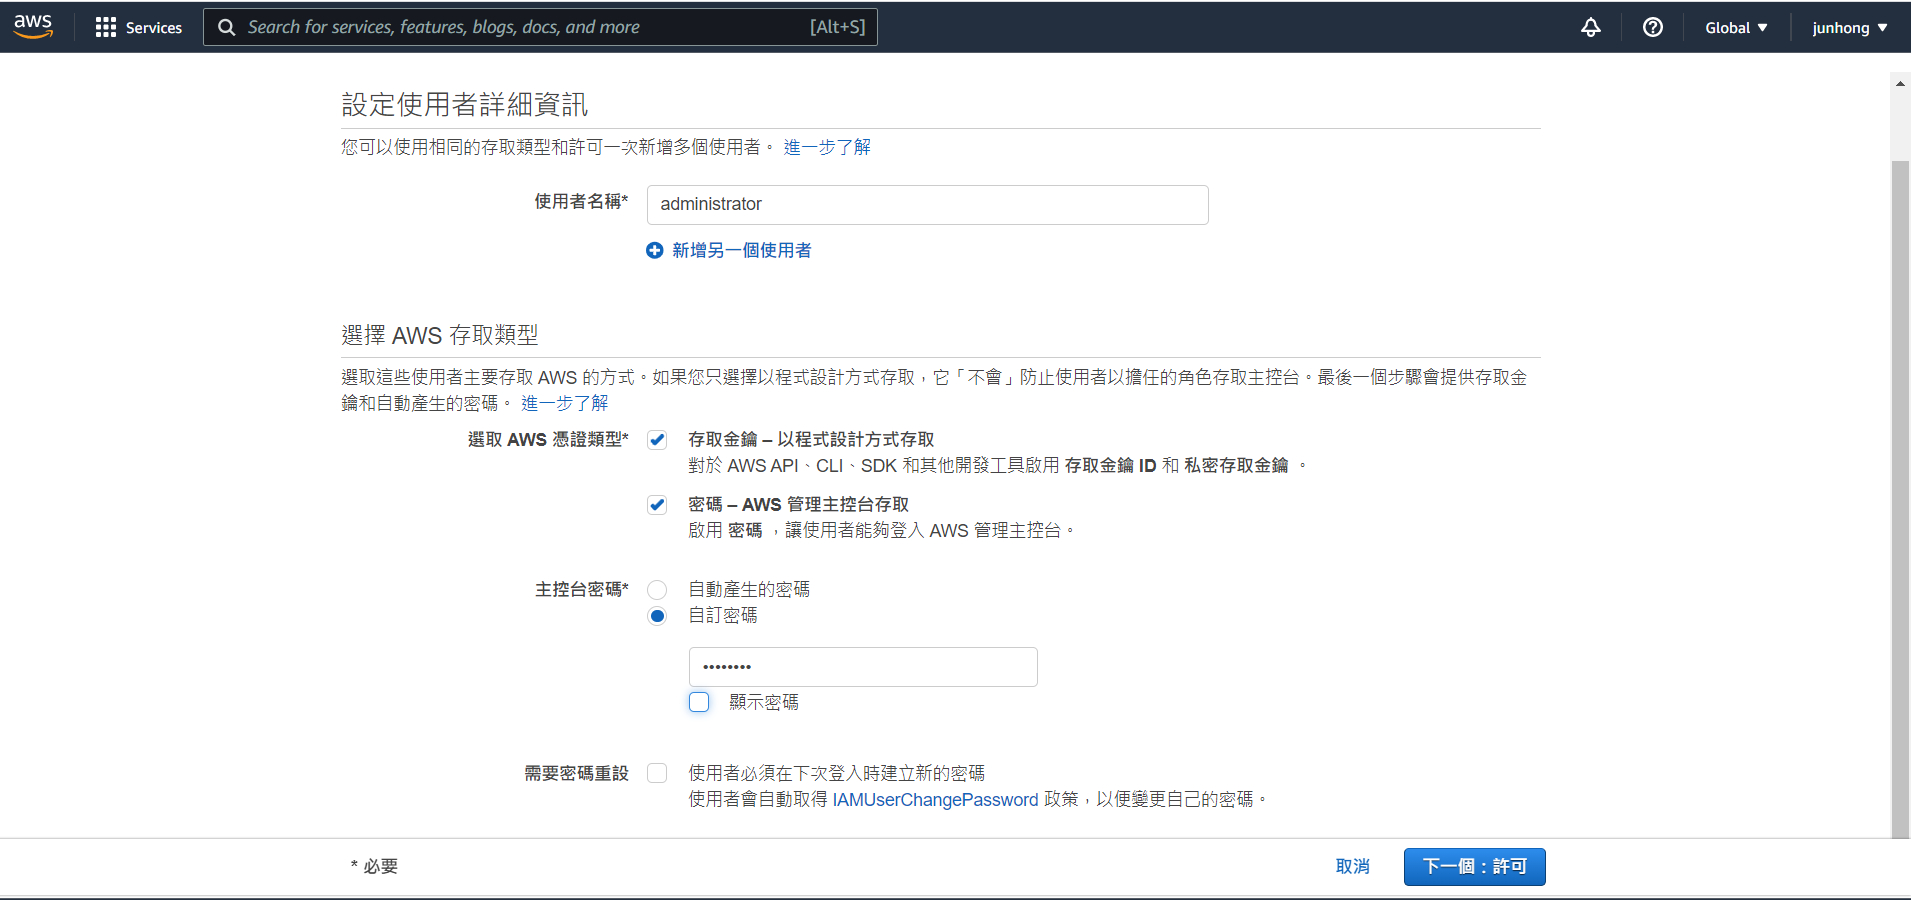 aws Services Search for services, features, blogs, docs, and more [Alt+S] Global junhong
設定使用者詳細資訊
您可以使用相同的存取類型和許可一次新增多個使用者。 進一步了解
使用者名稱* administrator
新增另一個使用者
選擇 AWS 存取類型
選取這些使用者主要存取 AWS 的方式。如果您只選擇以程式設計方式存取，它「不會」防止使用者以擔任的角色存取主控台。最後一個步驟會提供存取金
鑰和自動產生的密碼。 進一步了解
選取 AWS 憑證類型* 存取金鑰 – 以程式設計方式存取
對於 AWS API、CLI、SDK 和其他開發工具啟用 存取金鑰 ID 和 私密存取金鑰 。
密碼 – AWS 管理主控台存取
啟用 密碼 ，讓使用者能夠登入 AWS 管理主控台。
主控台密碼* 自動產生的密碼
自訂密碼
••••••••
顯示密碼
需要密碼重設 使用者必須在下次登入時建立新的密碼
使用者會自動取得 IAMUserChangePassword 政策，以便變更自己的密碼。
* 必要 取消 下一個：許可